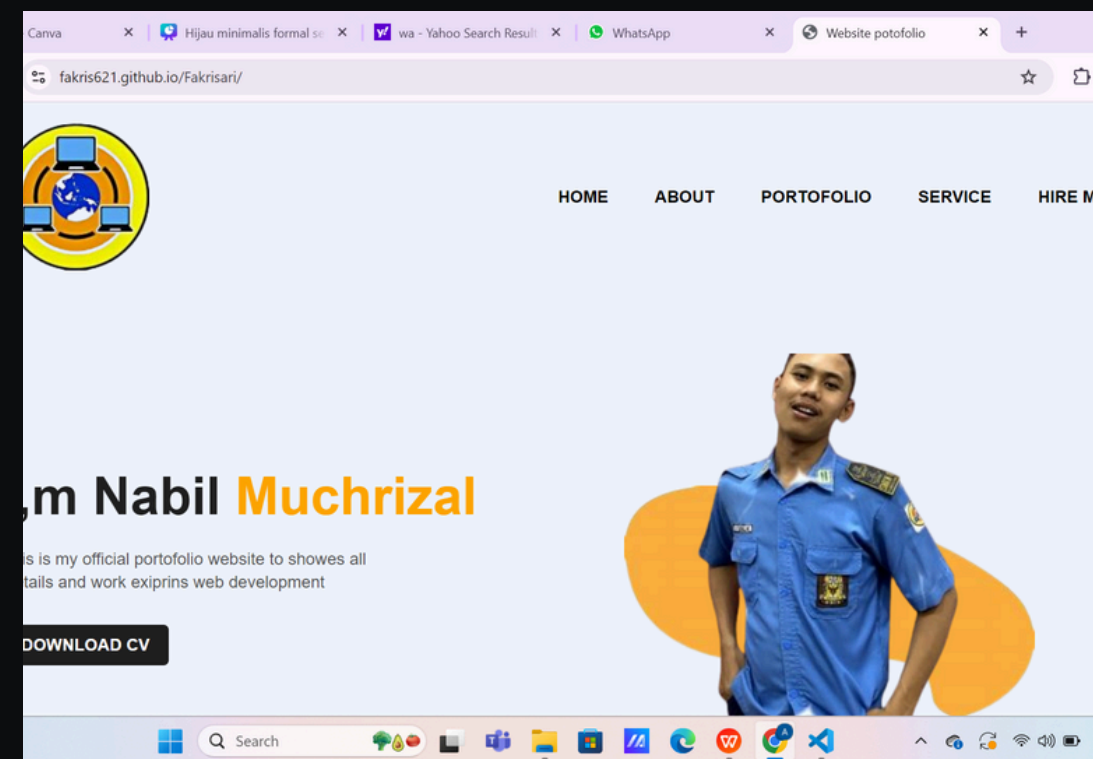 Canva
Hijau minimalis formal se
wa - Yahoo Search Result
WhatsApp
Website potofolio
fakris621.github.io/Fakrisari/
HOME ABOUT PORTOFOLIO SERVICE HIRE M
,m Nabil Muchrizal
is is my official portofolio website to showes all
tails and work exiprins web development
DOWNLOAD CV
Search